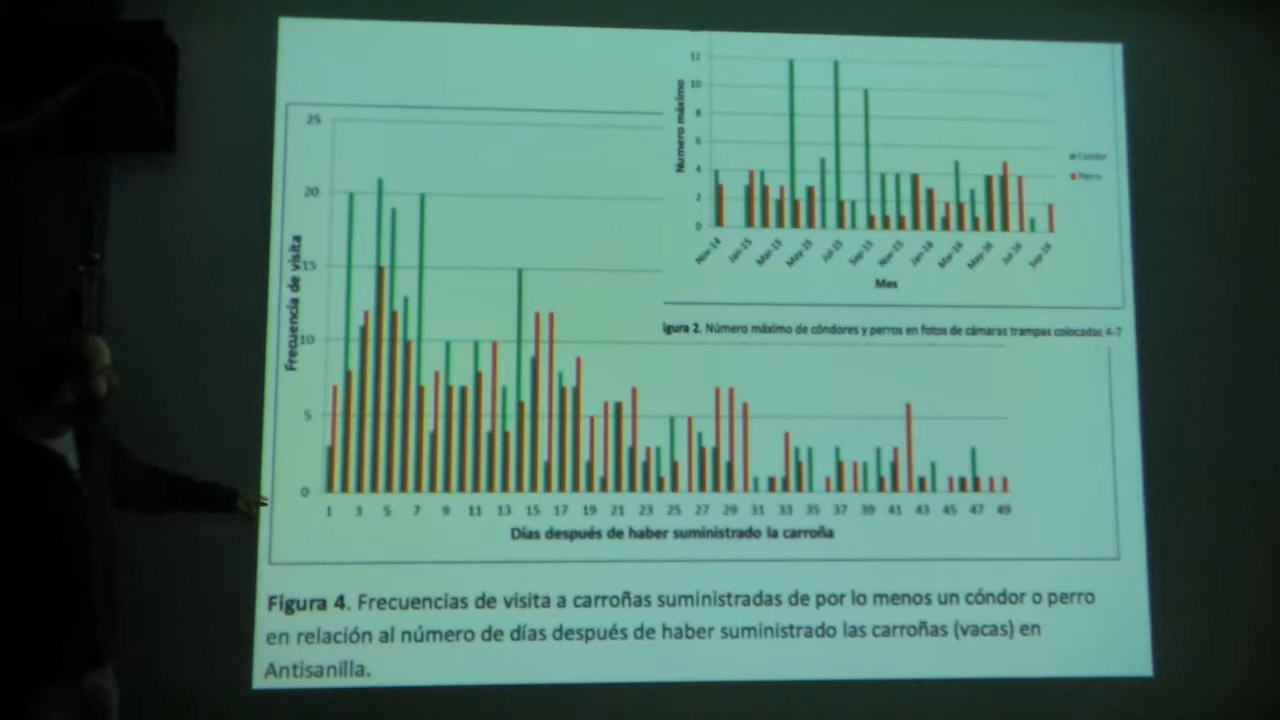 12
10
8
6
4
2
0
Numero máximo
Nov-14
Jan-15
Mar-15
May-15
Jul-15
Sep-15
Nov-15
Jan-16
Mar-16
May-16
Jul-16
Sep-16
Mes
Cóndor
Perro
igura 2. Número máximo de cóndores y perros en fotos de cámaras trampas colocadas 4-7
25
20
15
10
5
0
Frecuencia de visita
1 3 5 7 9 11 13 15 17 19 21 23 25 27 29 31 33 35 37 39 41 43 45 47 49
Días después de haber suministrado la carroña
Figura 4. Frecuencias de visita a carroñas suministradas de por lo menos un cóndor o perro
en relación al número de días después de haber suministrado las carroñas (vacas) en
Antisanilla.